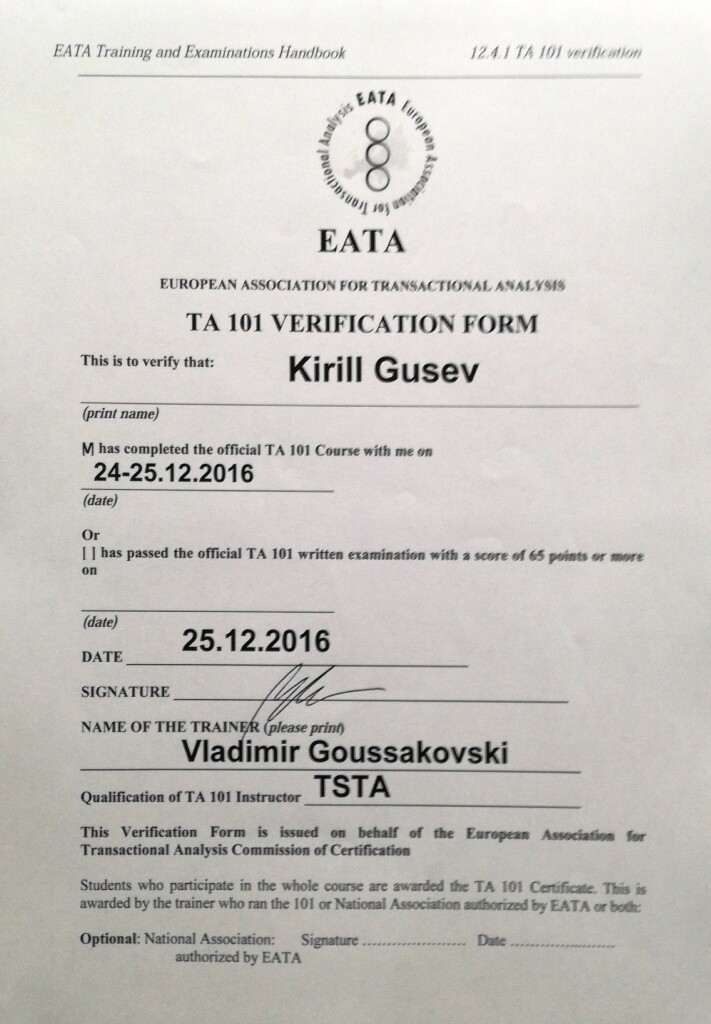 EATA Training and Examinations Handbook 12.4.1 TA 101 verification
EATA European Association for Transactional Analysis
EATA
EUROPEAN ASSOCIATION FOR TRANSACTIONAL ANALYSIS
TA 101 VERIFICATION FORM
This is to verify that: Kirill Gusev
(print name)
M has completed the official TA 101 Course with me on
24-25.12.2016
(date)
Or
[ ] has passed the official TA 101 written examination with a score of 65 points or more
on
(date)
DATE 25.12.2016
SIGNATURE
NAME OF THE TRAINER (please print)
Vladimir Goussakovski
Qualification of TA 101 Instructor TSTA
This Verification Form is issued on behalf of the European Association for
Transactional Analysis Commission of Certification
Students who participate in the whole course are awarded the TA 101 Certificate. This is
awarded by the trainer who ran the 101 or National Association authorized by EATA or both:
Optional: National Association: Signature ........................ Date ........................
authorized by EATA